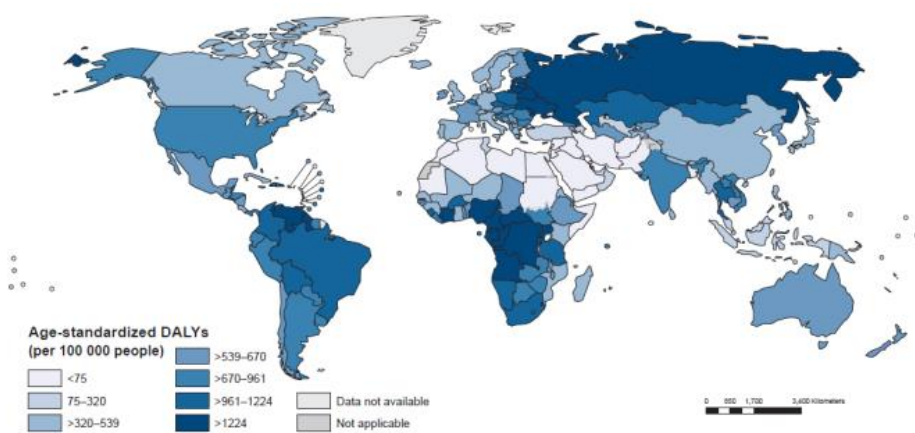 Age-standardized DALYs
(per 100 000 people)
<75
75–320
>320–539
>539–670
>670–961
>961–1224
>1224
Data not available
Not applicable
0 850 1,700 3,400 Kilometers